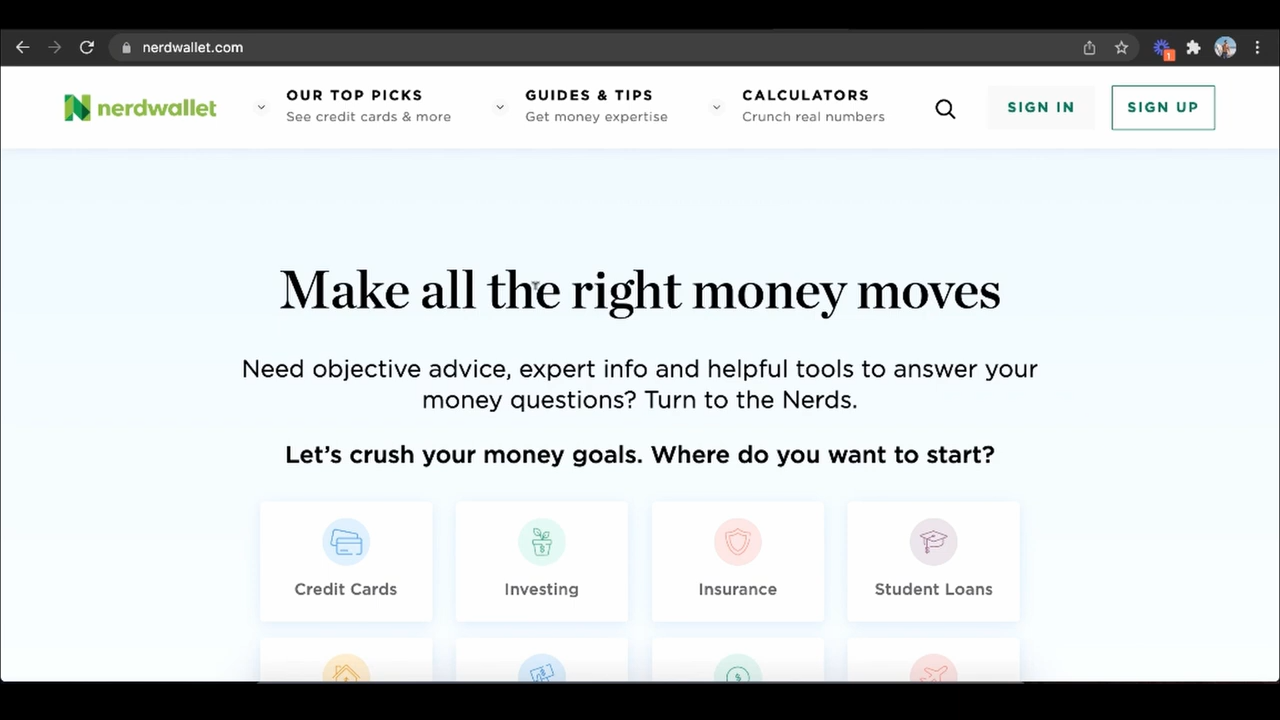 nerdwallet.com
1
nerdwallet
OUR TOP PICKS
See credit cards & more
GUIDES & TIPS
Get money expertise
CALCULATORS
Crunch real numbers
SIGN IN
SIGN UP
Make all the right money moves
Need objective advice, expert info and helpful tools to answer your
money questions? Turn to the Nerds.
Let's crush your money goals. Where do you want to start?
Credit Cards
Investing
Insurance
Student Loans